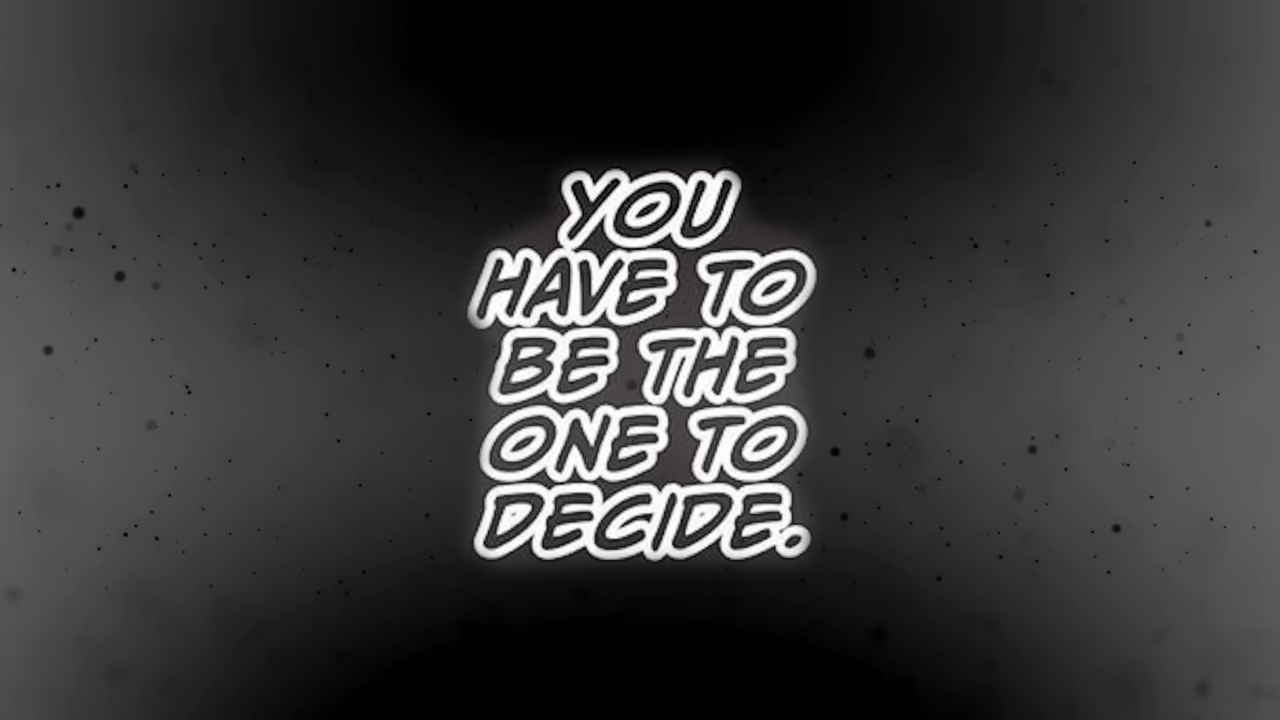 YOU
HAVE TO
BE THE
ONE TO
DECIDE.